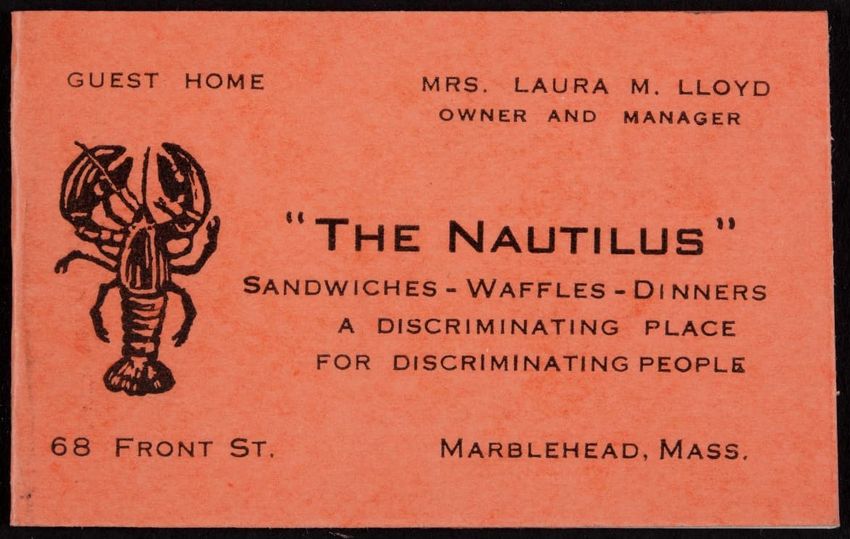 GUEST HOME
MRS. LAURA M. LLOYD
OWNER AND MANAGER
"THE NAUTILUS"
SANDWICHES - WAFFLES - DINNERS
A DISCRIMINATING PLACE
FOR DISCRIMINATING PEOPLE
68 FRONT ST.
MARBLEHEAD, MASS.